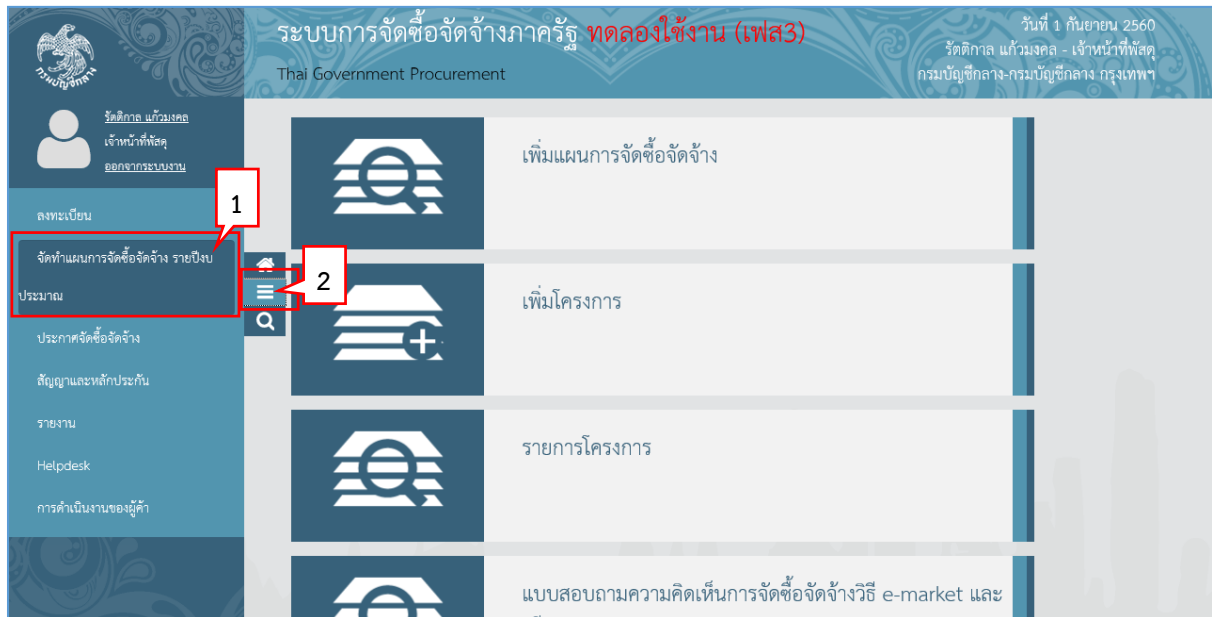 ระบบการจัดซื้อจัดจ้างภาครัฐ ทดลองใช้งาน (เฟส3)
Thai Government Procurement
วันที่ 1 กันยายน 2560
รัตติกาล แก้วมงคล - เจ้าหน้าที่พัสดุ
กรมบัญชีกลาง-กรมบัญชีกลาง กรุงเทพฯ
กรมบัญชีกลาง
รัตติกาล แก้วมงคล
เจ้าหน้าที่พัสดุ
ออกจากระบบงาน
1
ลงทะเบียน
จัดทำแผนการจัดซื้อจัดจ้าง รายปีงบ
ประมาณ
2
ประกาศจัดซื้อจัดจ้าง
สัญญาและหลักประกัน
รายงาน
Helpdesk
การดำเนินงานของผู้ค้า
เพิ่มแผนการจัดซื้อจัดจ้าง
เพิ่มโครงการ
รายการโครงการ
แบบสอบถามความคิดเห็นการจัดซื้อจัดจ้างวิธี e-market และ